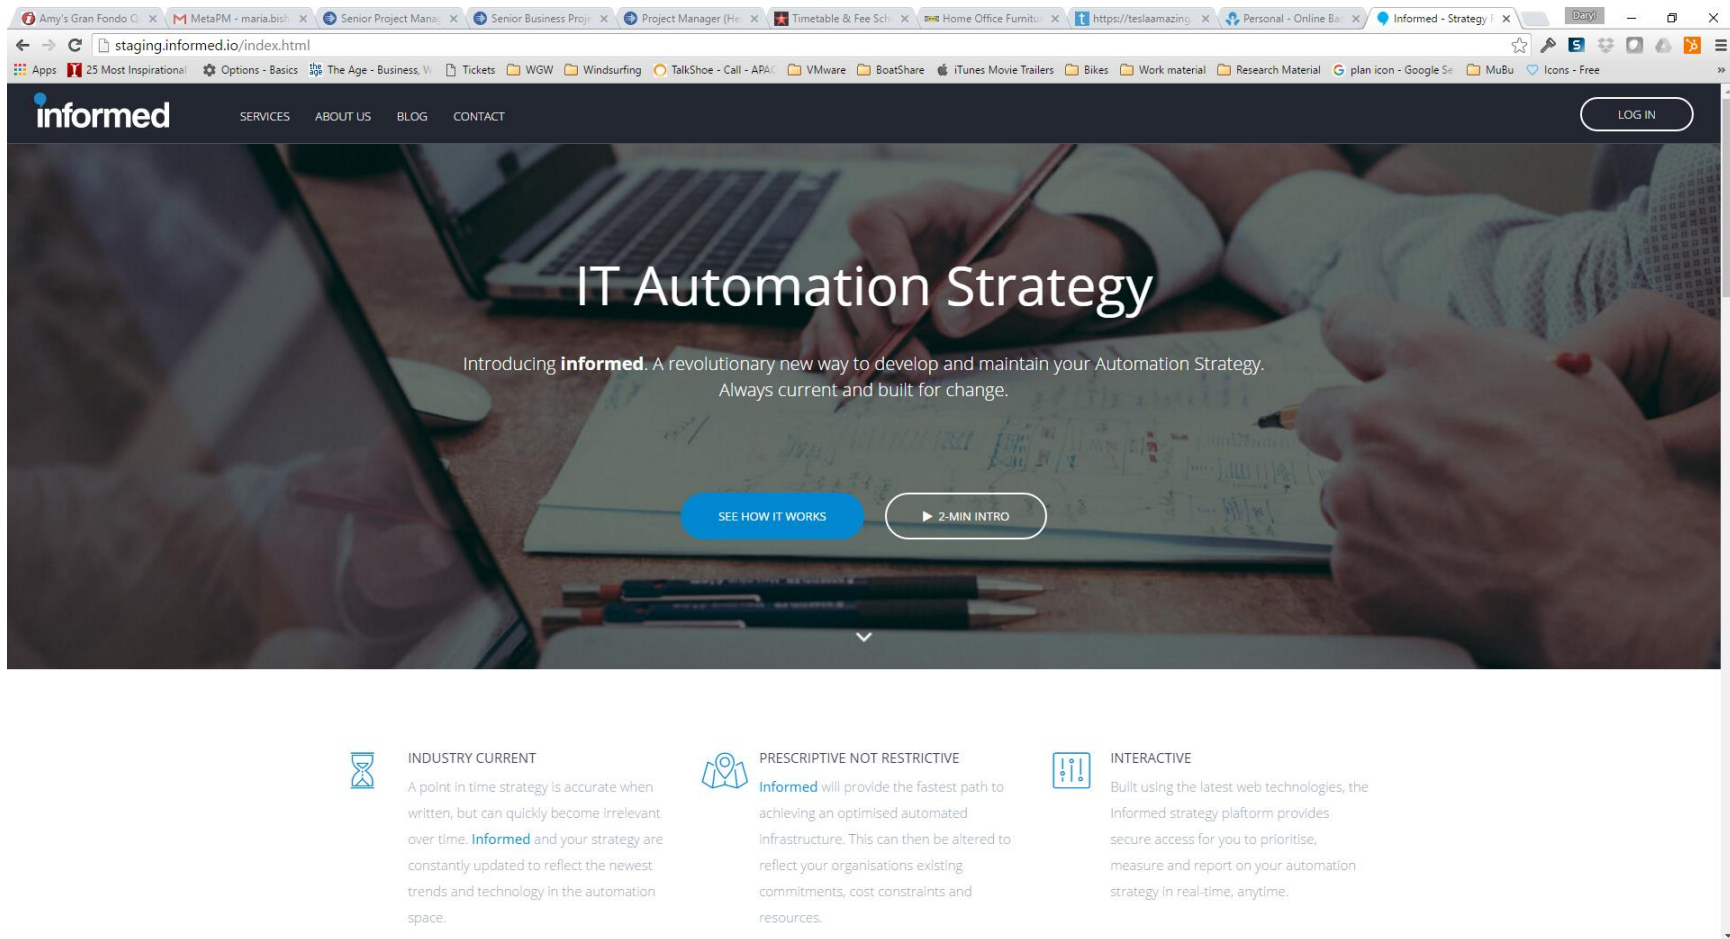 Amy's Gran Fondo
MetaPM - maria.bish
Senior Project Mana
Senior Business Proj
Project Manager (He
Timetable & Fee Sch
Home Office Furnitu
https://teslaamazing.
Personal - Online Ba
Informed - Strategy
Daryl
staging.informed.io/index.html
Apps
25 Most Inspirational
Options - Basics
the age The Age - Business, W
Tickets
WGW
Windsurfing
TalkShoe - Call - APAC
VMware
BoatShare
iTunes Movie Trailers
Bikes
Work material
Research Material
plan icon - Google Se
MuBu
Icons - Free
»
informed
SERVICES ABOUT US BLOG CONTACT
LOG IN
IT Automation Strategy
Introducing informed. A revolutionary new way to develop and maintain your Automation Strategy.
Always current and built for change.
SEE HOW IT WORKS
2-MIN INTRO
INDUSTRY CURRENT
A point in time strategy is accurate when
written, but can quickly become irrelevant
over time. Informed and your strategy are
constantly updated to reflect the newest
trends and technology in the automation
space.
PRESCRIPTIVE NOT RESTRICTIVE
Informed will provide the fastest path to
achieving an optimised automated
infrastructure. This can then be altered to
reflect your organisations existing
commitments, cost constraints and
resources.
INTERACTIVE
Built using the latest web technologies, the
Informed strategy plaftorm provides
secure access for you to prioritise,
measure and report on your automation
strategy in real-time, anytime.